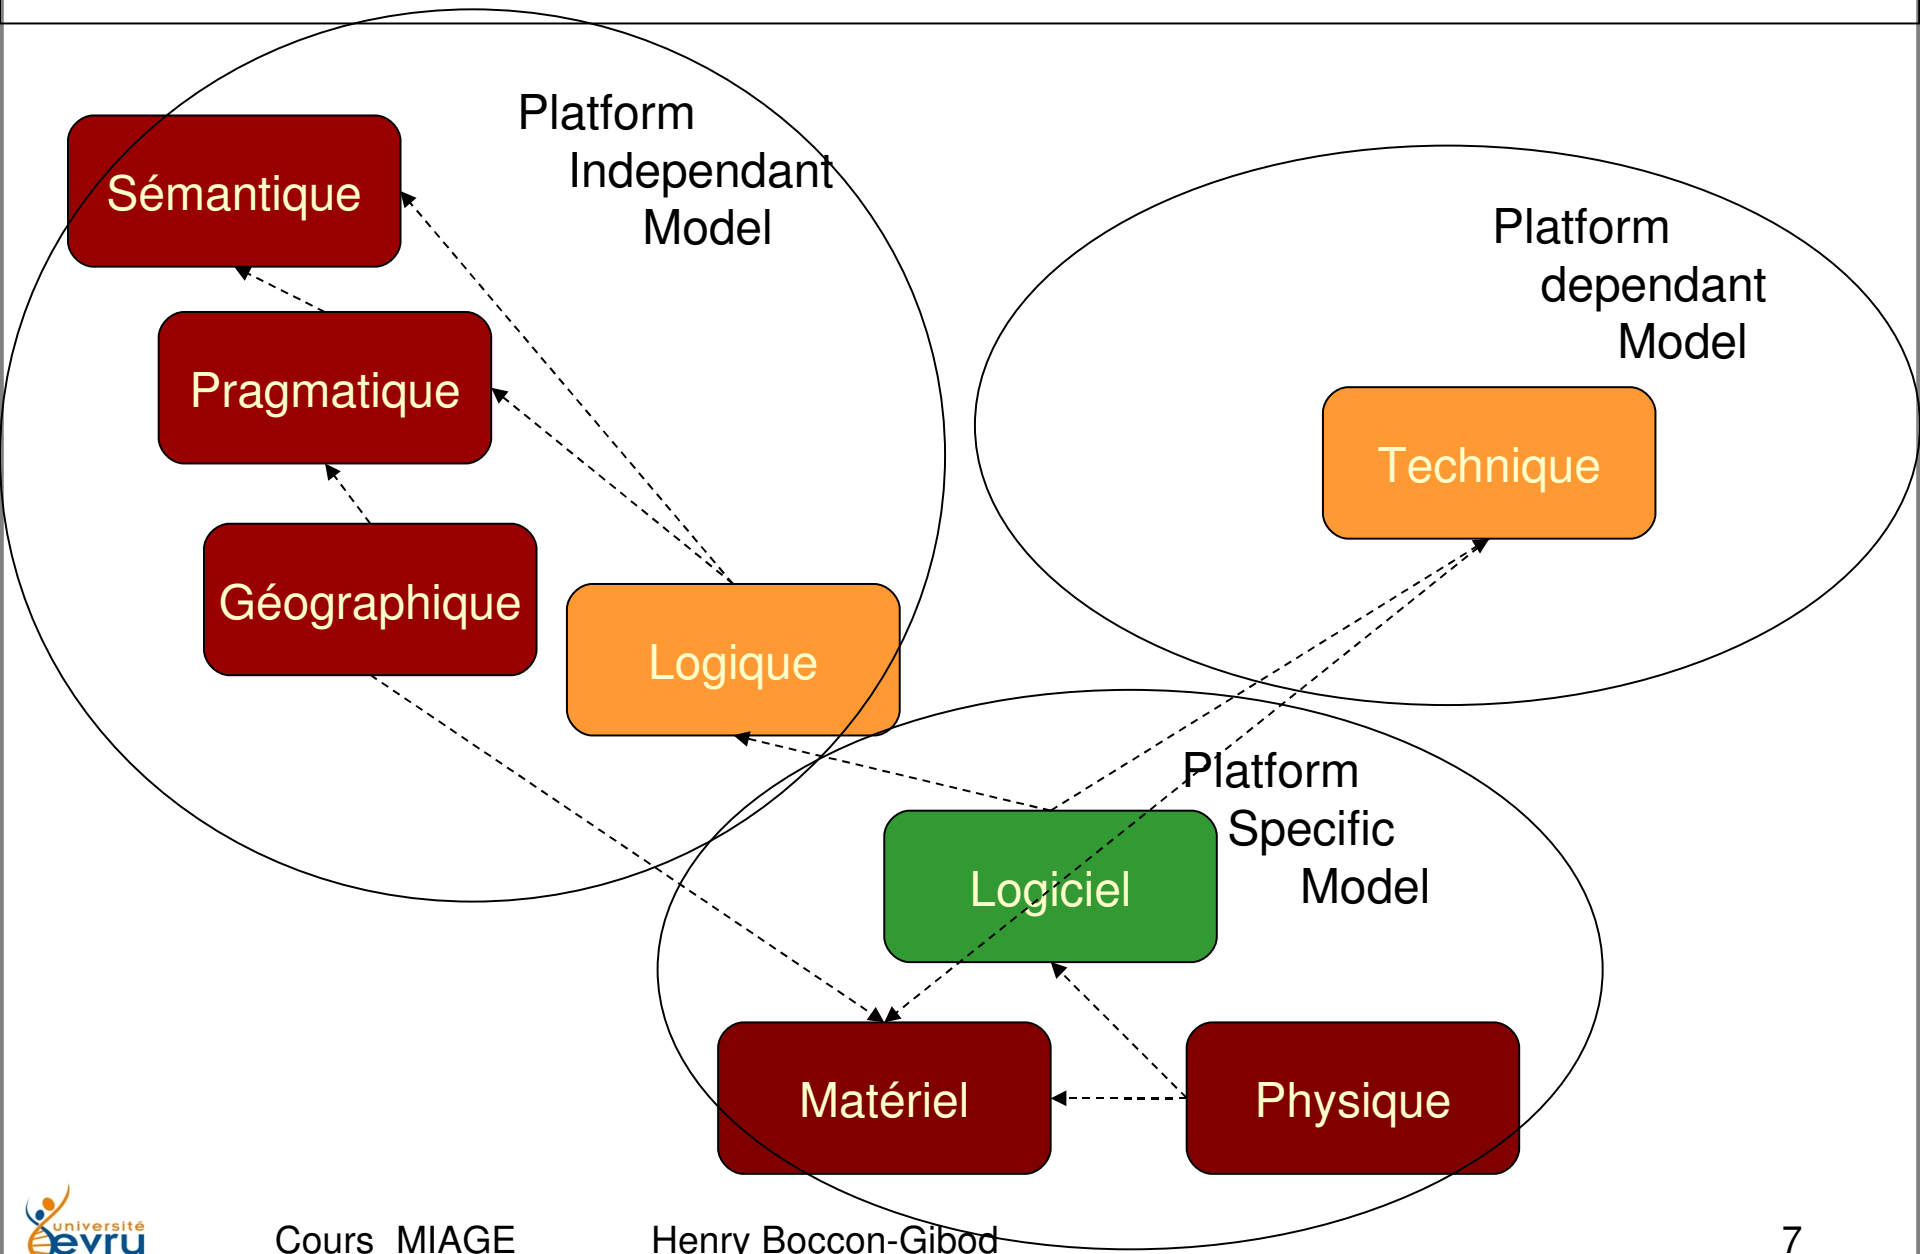 Platform
Independant
Model
Sémantique
Pragmatique
Géographique
Logique
Platform
dependant
Model
Technique
Platform
Specific
Model
Logiciel
Matériel
Physique
université
evry
Cours MIAGE
Henry Boccon-Gibod
7